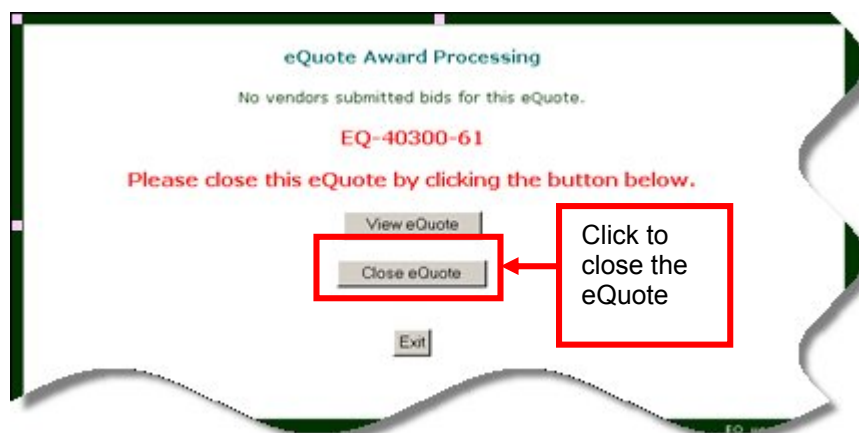 eQuote Award Processing
No vendors submitted bids for this eQuote.
EQ-40300-61
Please close this eQuote by clicking the button below.
View eQuote
Click to
close the
eQuote
Close eQuote
Exit
EQ